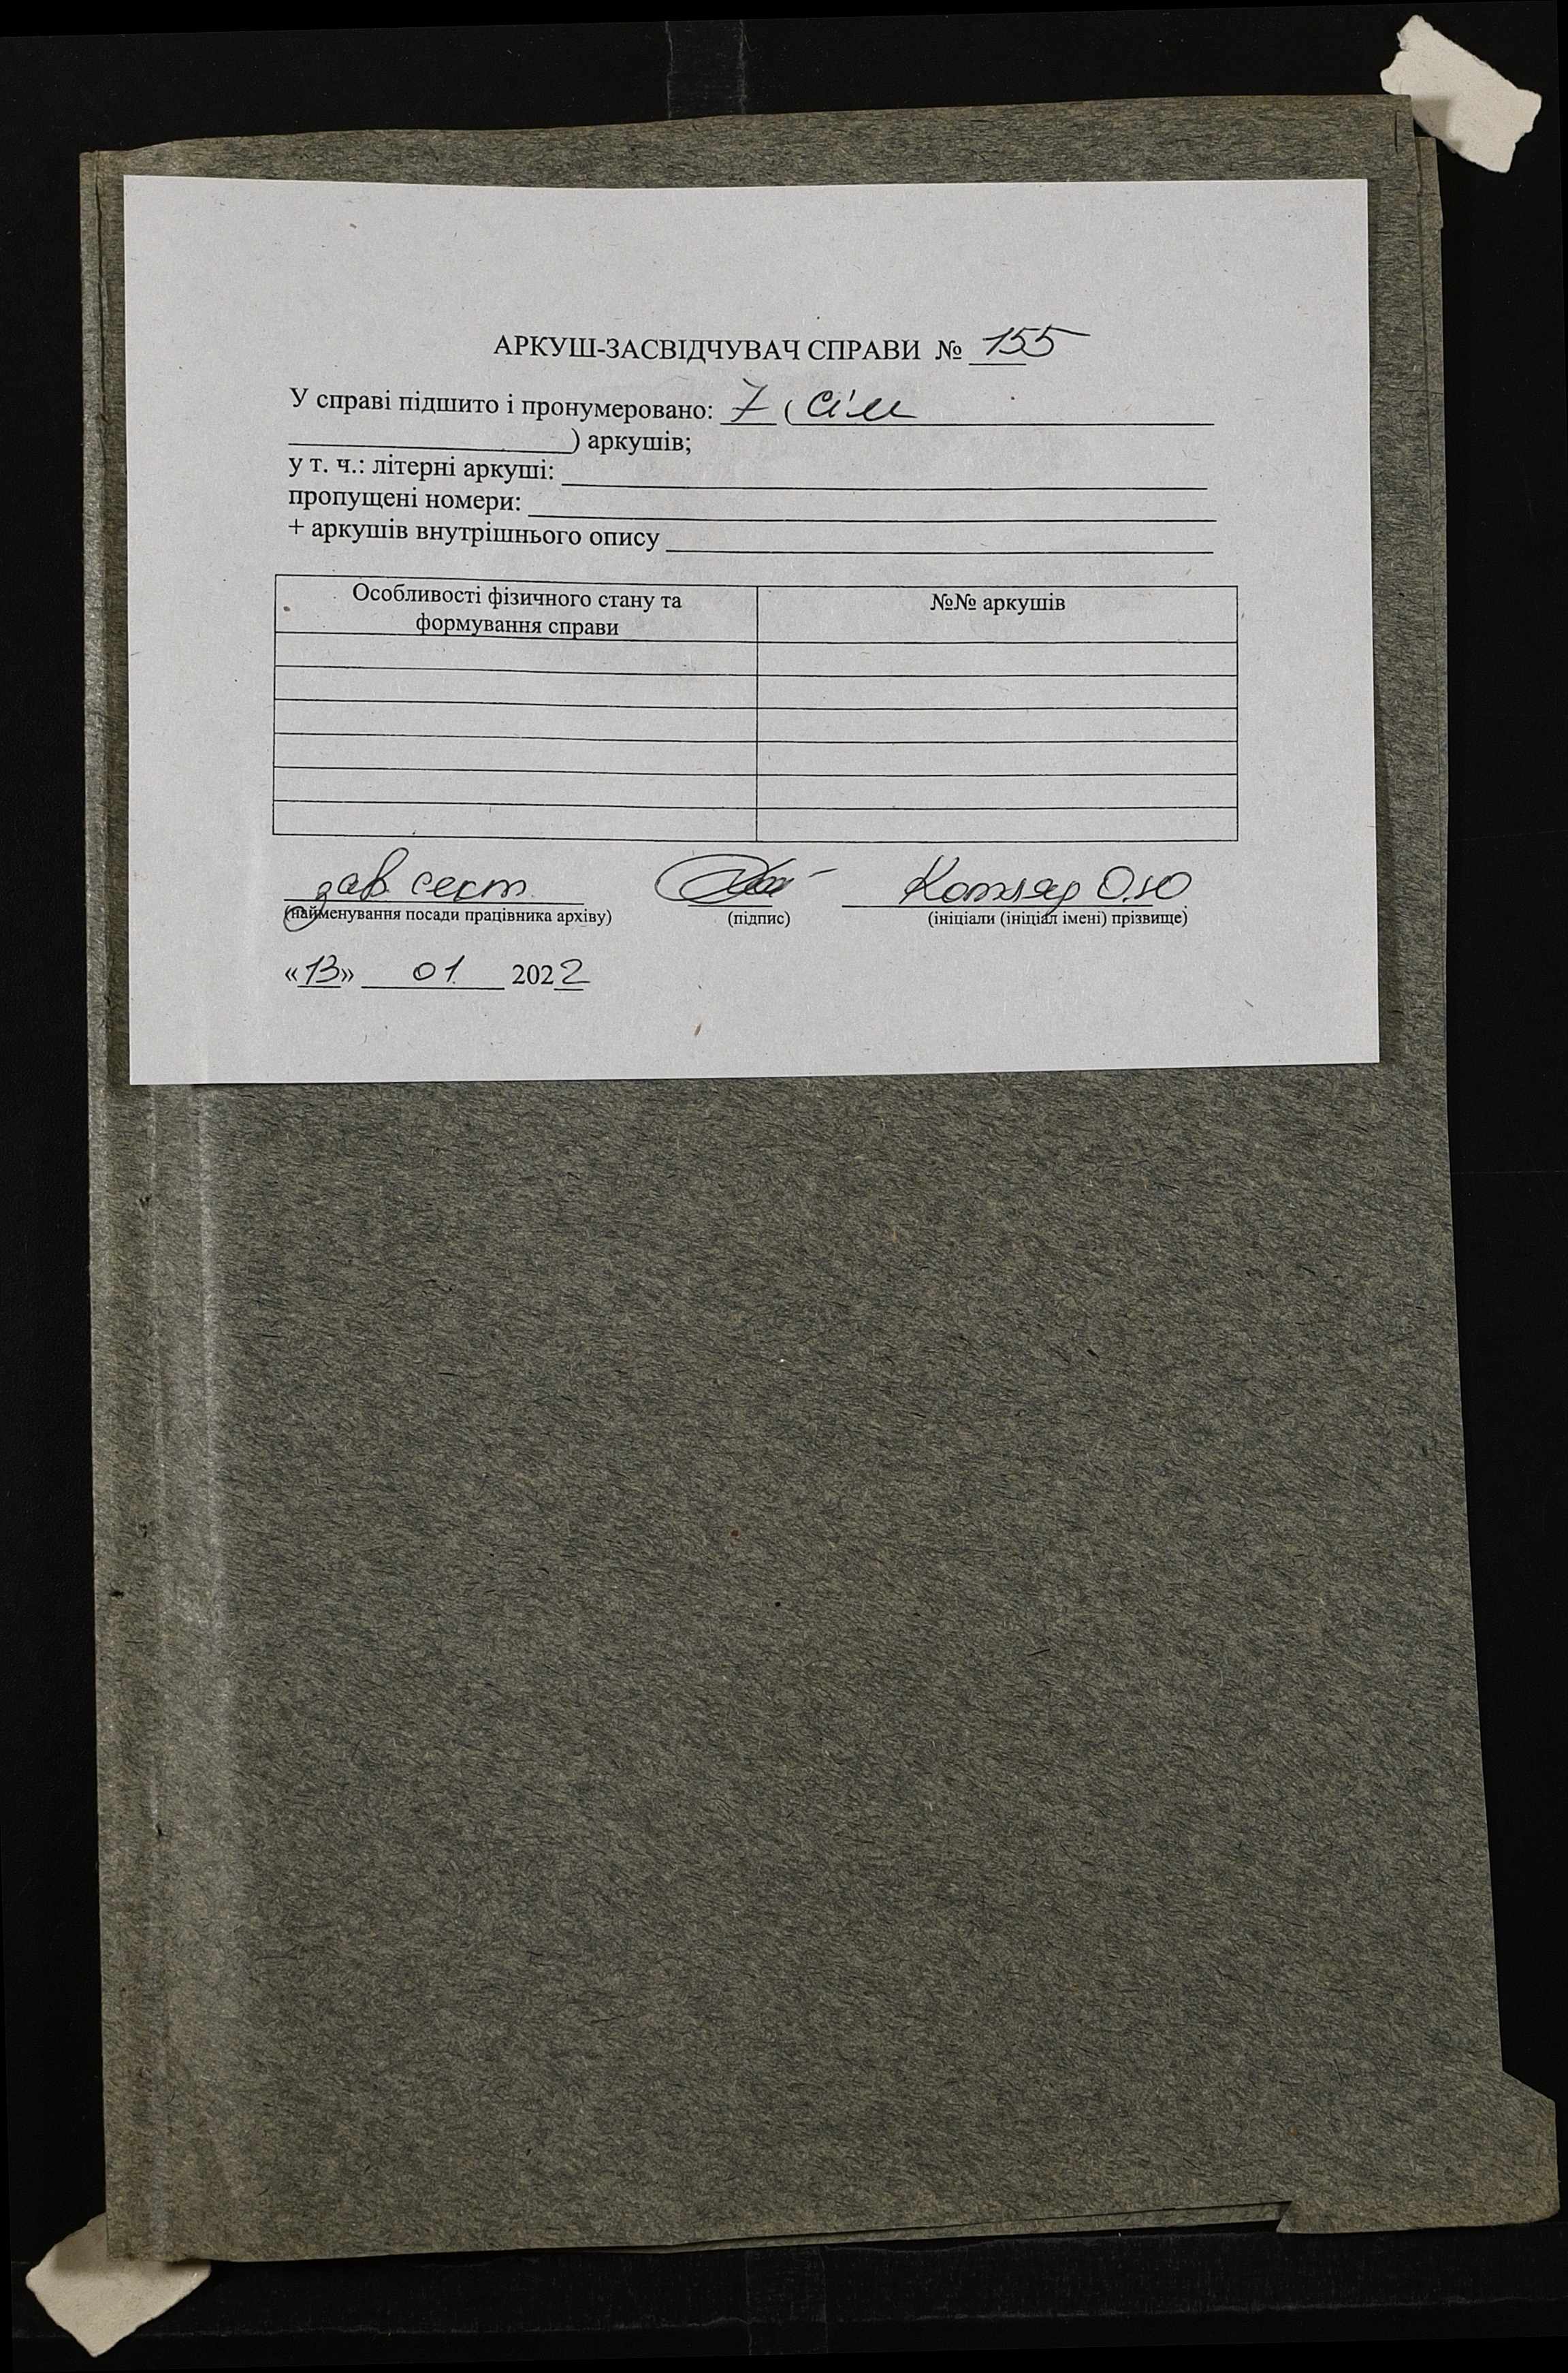 АРКУШ-ЗАСВІДЧУВАЧ СПРАВИ № 155
У справі підшито і пронумеровано: 7 (сім
) аркушів;
у т. ч.: літерні аркуші:
пропущені номери:
+ аркушів внутрішнього опису
Особливості фізичного стану та
формування справи
№№ аркушів
зав. сект. Котляр О.Ю
(найменування посади працівника архіву) (підпис) (ініціали (ініціал імені) прізвище)
«13» 01. 2022